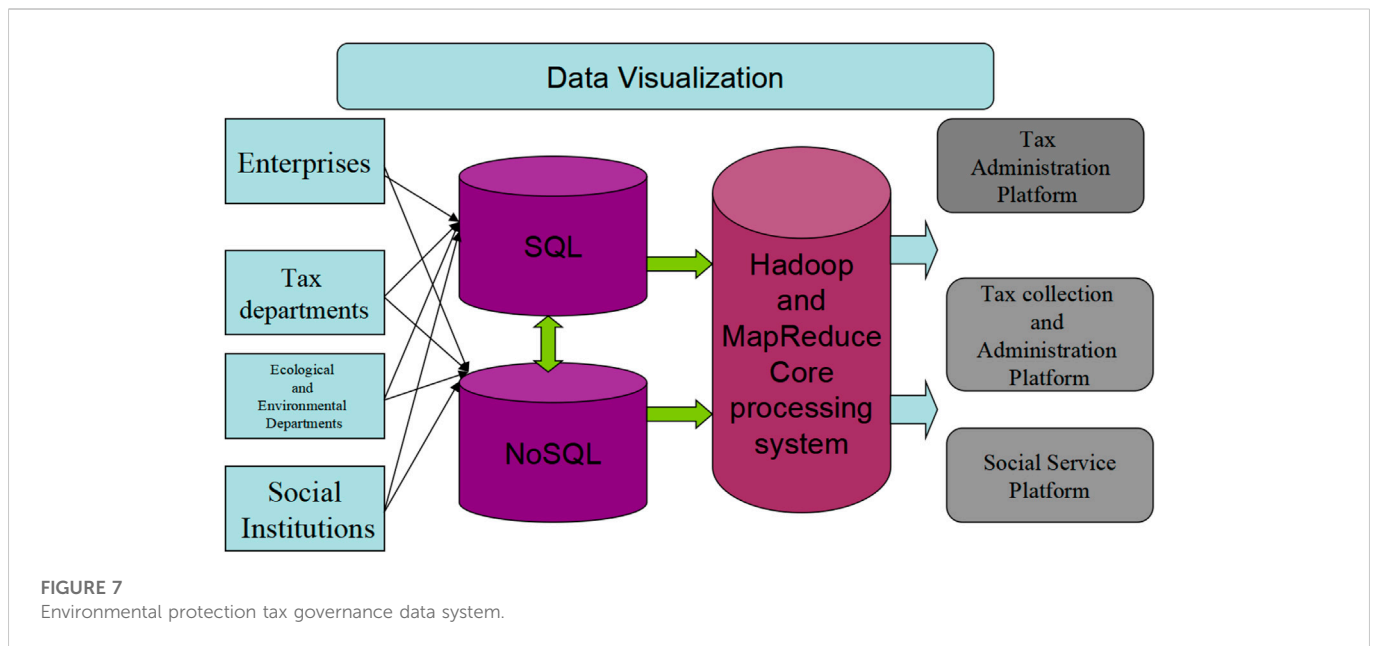 Data Visualization
Enterprises
Tax
departments
Ecological
and
Environmental
Departments
Social
Institutions
SQL
NoSQL
Hadoop
and
MapReduce
Core
processing
system
Tax
Administration
Platform
Tax collection
and
Administration
Platform
Social Service
Platform
FIGURE 7
Environmental protection tax governance data system.